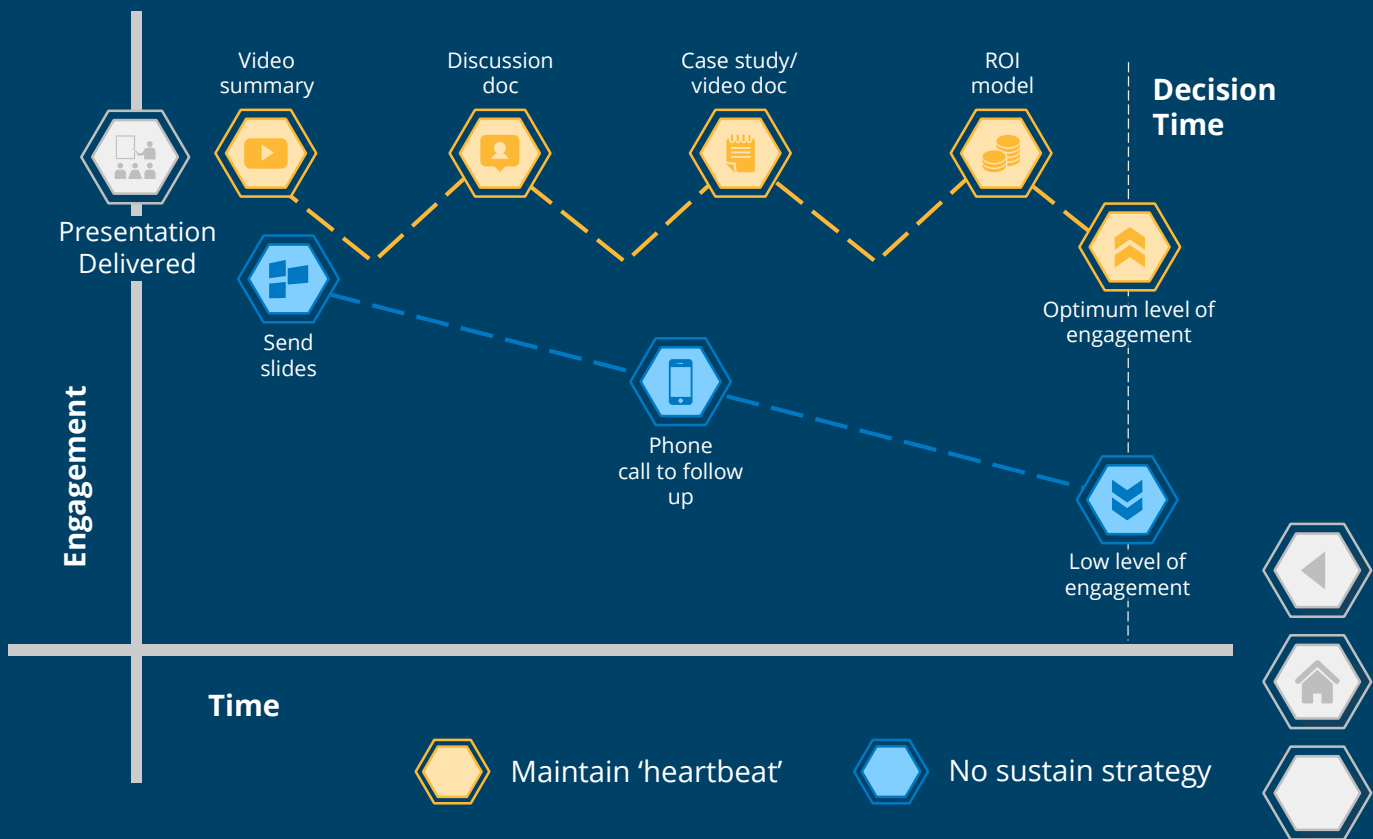 Video
summary
Discussion
doc
Case study/
video doc
ROI
model
Decision
Time
Presentation
Delivered
Optimum level of
engagement
Send
slides
Engagement
Phone
call to follow
up
Low level of
engagement
Time
Maintain ‘heartbeat’
No sustain strategy